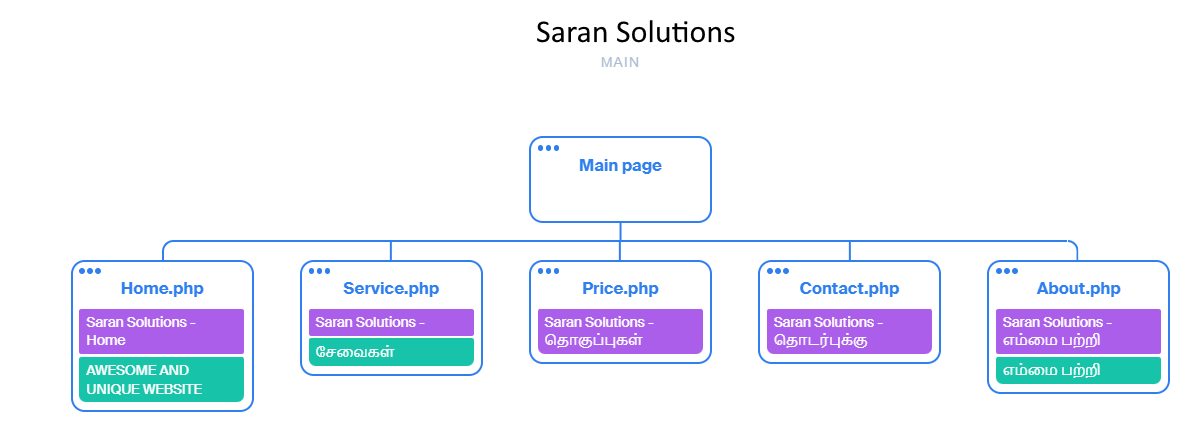 Saran Solutions
MAIN
Main page
Home.php
Saran Solutions -
Home
AWESOME AND
UNIQUE WEBSITE
Service.php
Saran Solutions -
சேவைகள்
Price.php
Saran Solutions -
தொகுப்புகள்
Contact.php
Saran Solutions -
தொடர்புக்கு
About.php
Saran Solutions -
எம்மை பற்றி
எம்மை பற்றி